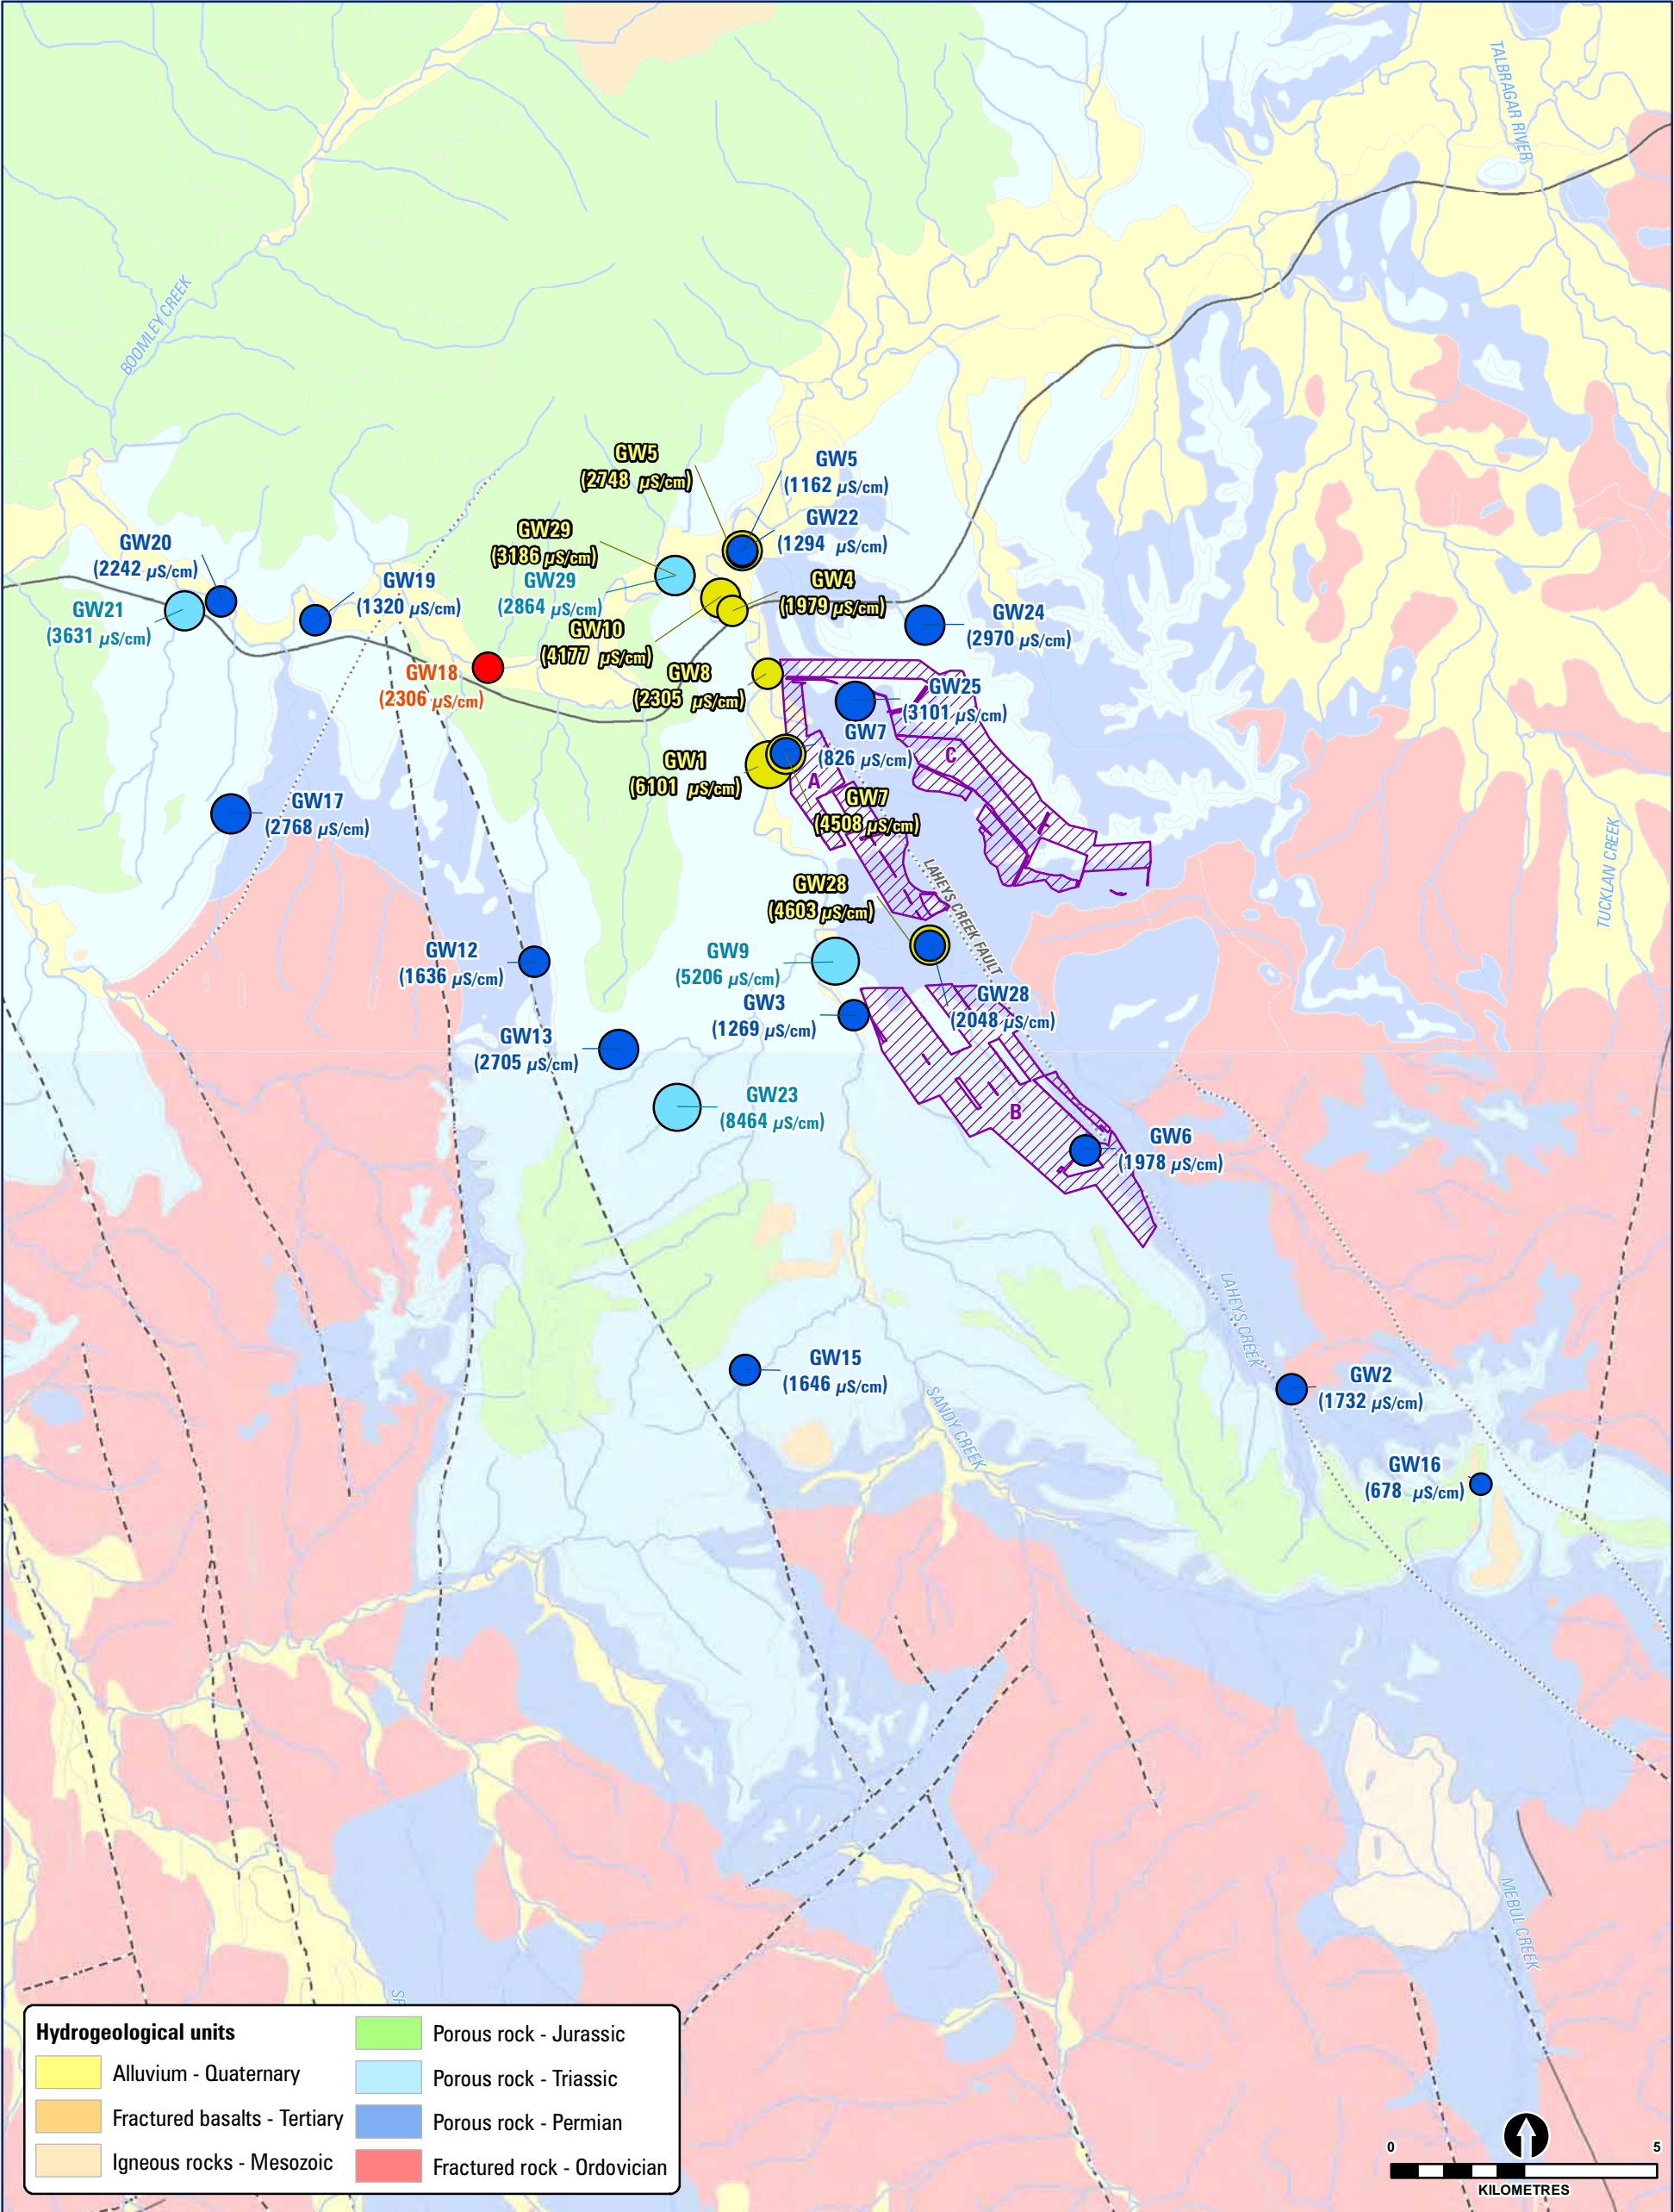 TALBRAGAR RIVER
BOOMLEY CREEK
GW5
(2748 µS/cm)
GW5
(1162 µS/cm)
GW22
(1294 µS/cm)
GW29
(3186 µS/cm)
GW29
(2864 µS/cm)
GW4
(1979 µS/cm)
GW20
(2242 µS/cm)
GW19
(1320 µS/cm)
GW21
(3631 µS/cm)
GW10
(4177 µS/cm)
GW24
(2970 µS/cm)
GW18
(2306 µS/cm)
GW8
(2305 µS/cm)
GW25
(3101 µS/cm)
GW7
(826 µS/cm)
C
GW1
(6101 µS/cm)
A
GW7
(4508 µS/cm)
GW17
(2768 µS/cm)
TUCKLAN CREEK
LAHEYS CREEK FAULT
GW28
(4603 µS/cm)
GW12
(1636 µS/cm)
GW9
(5206 µS/cm)
GW3
(1269 µS/cm)
GW28
(2048 µS/cm)
GW13
(2705 µS/cm)
GW23
(8464 µS/cm)
B
GW6
(1978 µS/cm)
LAHEYS CREEK
GW15
(1646 µS/cm)
GW2
(1732 µS/cm)
SANDY CREEK
GW16
(678 µS/cm)
MEBUL CREEK
Hydrogeological units
Alluvium - Quaternary
Fractured basalts - Tertiary
Igneous rocks - Mesozoic
Porous rock - Jurassic
Porous rock - Triassic
Porous rock - Permian
Fractured rock - Ordovician
0
5
KILOMETRES